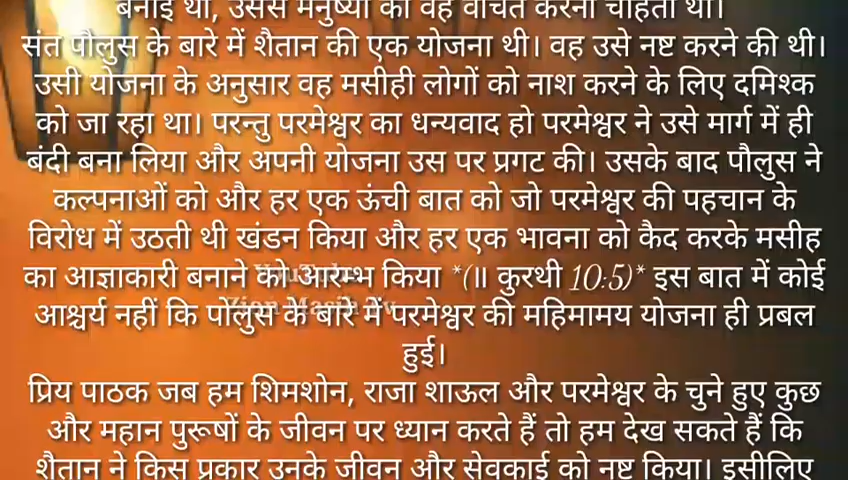 बनाई थी, उससे मनुष्यों को वह वंचित करना चाहता था।
संत पौलुस के बारे में शैतान की एक योजना थी। वह उसे नष्ट करने की थी।
उसी योजना के अनुसार वह मसीही लोगों को नाश करने के लिए दमिश्क
को जा रहा था। परन्तु परमेश्वर का धन्यवाद हो परमेश्वर ने उसे मार्ग में ही
बंदी बना लिया और अपनी योजना उस पर प्रगट की। उसके बाद पौलुस ने
कल्पनाओं को और हर एक ऊंची बात को जो परमेश्वर की पहचान के
विरोध में उठती थी खंडन किया और हर एक भावना को कैद करके मसीह
का आज्ञाकारी बनाने को आरम्भ किया *(॥ कुरथी 10:5)* इस बात में कोई
आश्चर्य नहीं कि पौलुस के बारे में परमेश्वर की महिमामय योजना ही प्रबल
हुई।
प्रिय पाठक जब हम शिमशोन, राजा शाऊल और परमेश्वर के चुने हुए कुछ
और महान पुरूषों के जीवन पर ध्यान करते हैं तो हम देख सकते हैं कि
शैतान ने किस प्रकार उनके जीवन और सेवकाई को नष्ट किया। इसीलिए